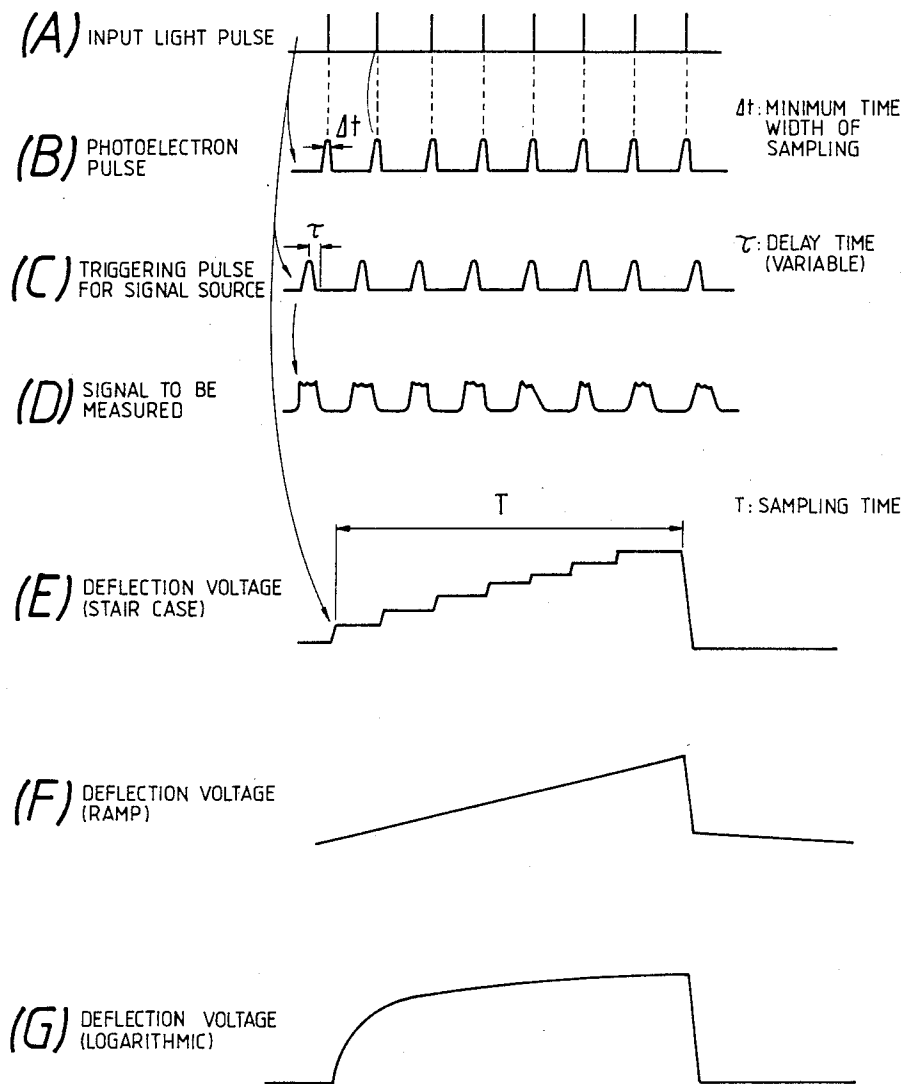 (A) INPUT LIGHT PULSE
Δt
Δt: MINIMUM TIME
WIDTH OF
SAMPLING
(B) PHOTOELECTRON
PULSE
τ
τ: DELAY TIME
(VARIABLE)
(C) TRIGGERING PULSE
FOR SIGNAL SOURCE
(D) SIGNAL TO BE
MEASURED
T
T: SAMPLING TIME
(E) DEFLECTION VOLTAGE
(STAIR CASE)
(F) DEFLECTION VOLTAGE
(RAMP)
(G) DEFLECTION VOLTAGE
(LOGARITHMIC)